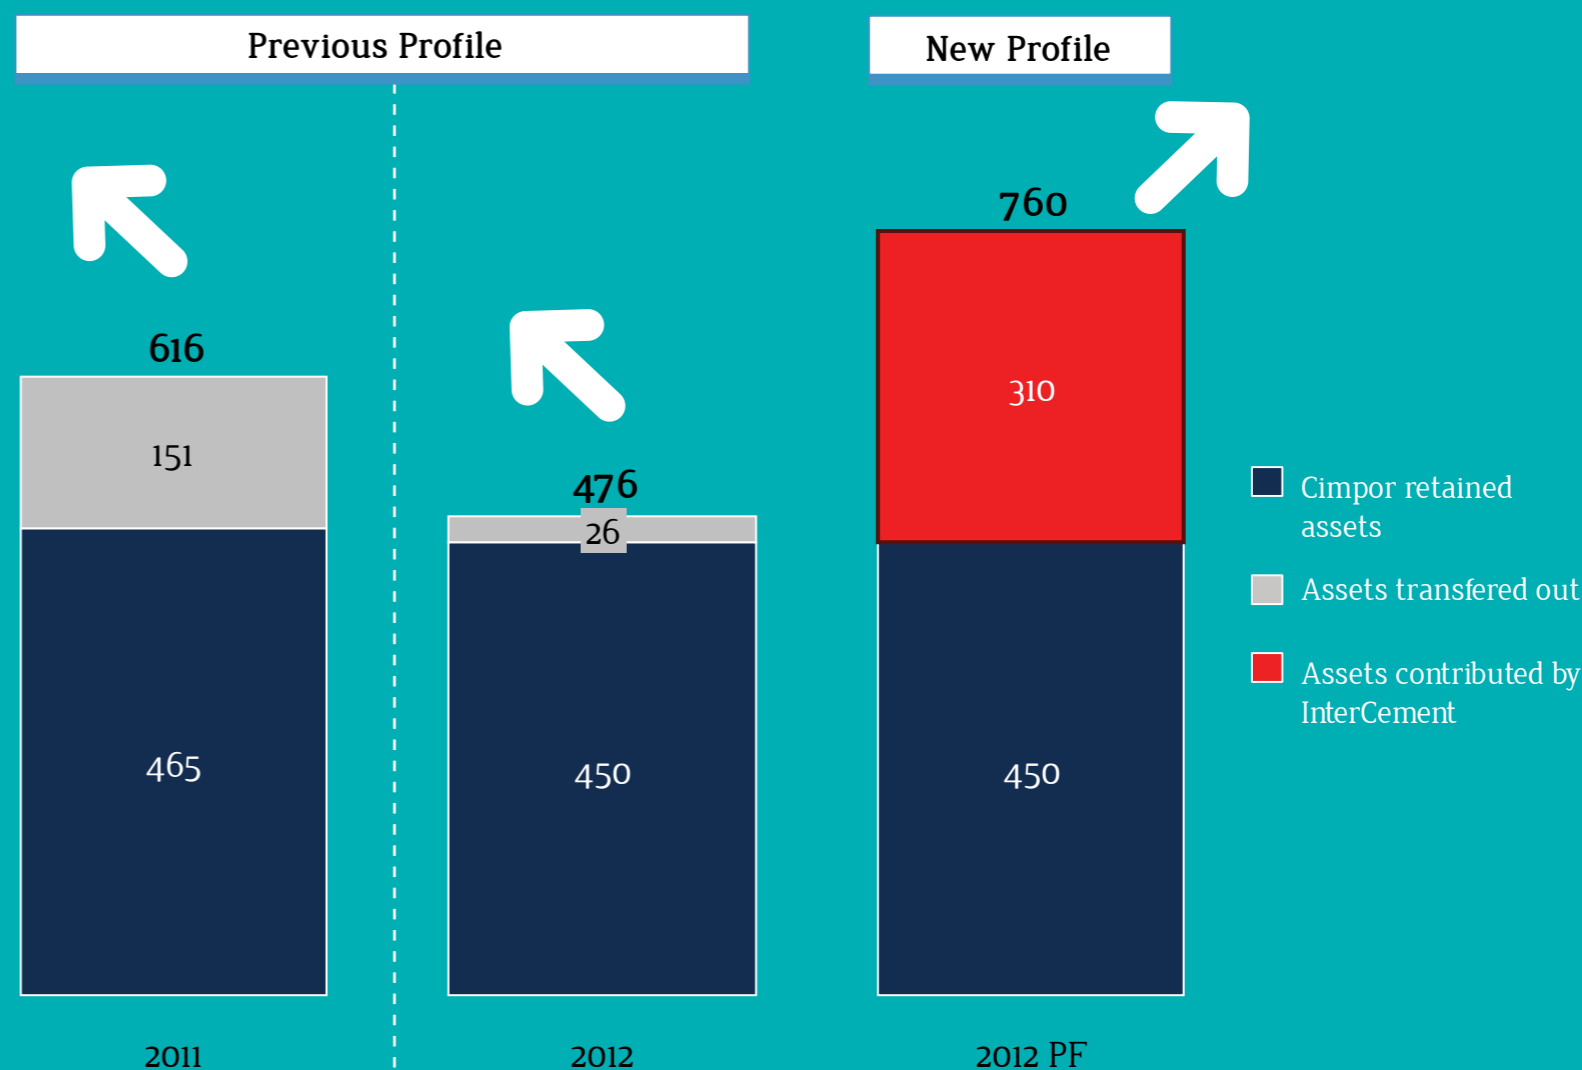 Previous Profile
New Profile
616
151
465
2011
476
26
450
2012
760
310
450
2012 PF
Cimpor retained
assets
Assets transfered out
Assets contributed by
InterCement